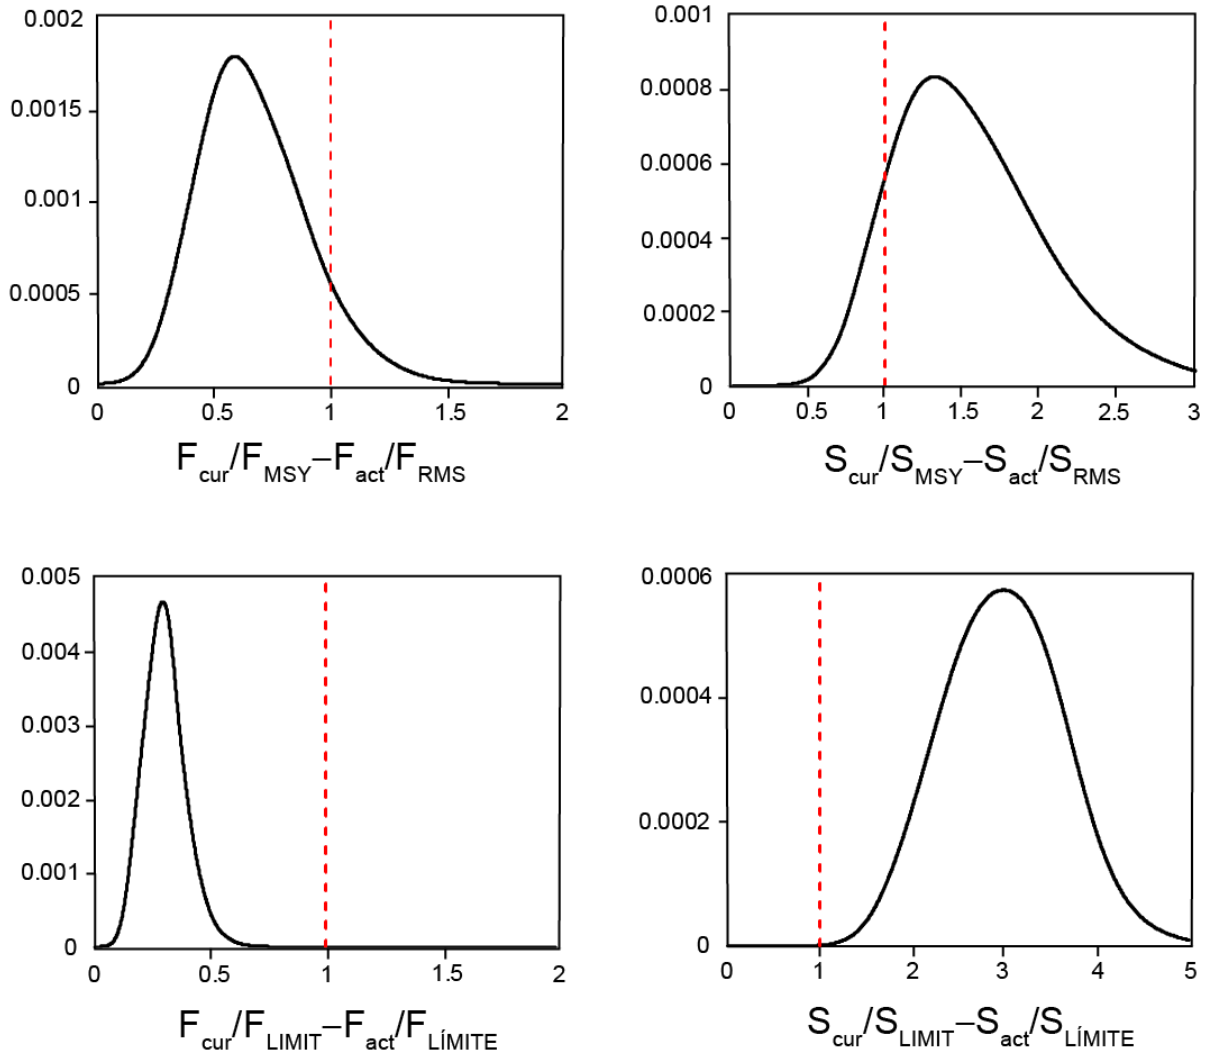 0.002
0.0015
0.001
0.0005
0
0 0.5 1 1.5 2
Fcur/FMSY–Fact/FRMS
0.001
0.0008
0.0006
0.0004
0.0002
0
0 0.5 1 1.5 2 2.5 3
Scur/SMSY–Sact/SRMS
0.005
0.004
0.003
0.002
0.001
0
0 0.5 1 1.5 2
Fcur/FLIMIT–Fact/FLÍMITE
0.0006
0.0004
0.0002
0
0 1 2 3 4 5
Scur/SLIMIT–Sact/SLÍMITE